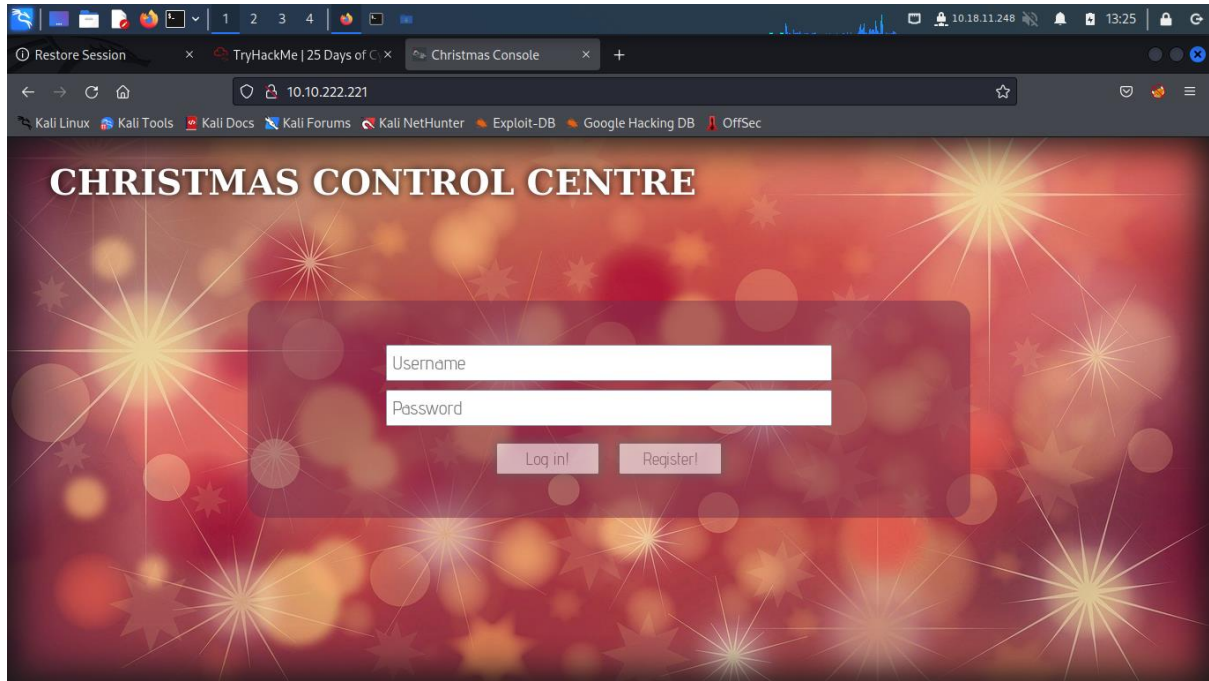 1 2 3 4 10.18.11.248 13:25
Restore Session TryHackMe | 25 Days of Cy Christmas Console
10.10.222.221
Kali Linux Kali Tools Kali Docs Kali Forums Kali NetHunter Exploit-DB Google Hacking DB OffSec
CHRISTMAS CONTROL CENTRE
Username
Password
Log in! Register!